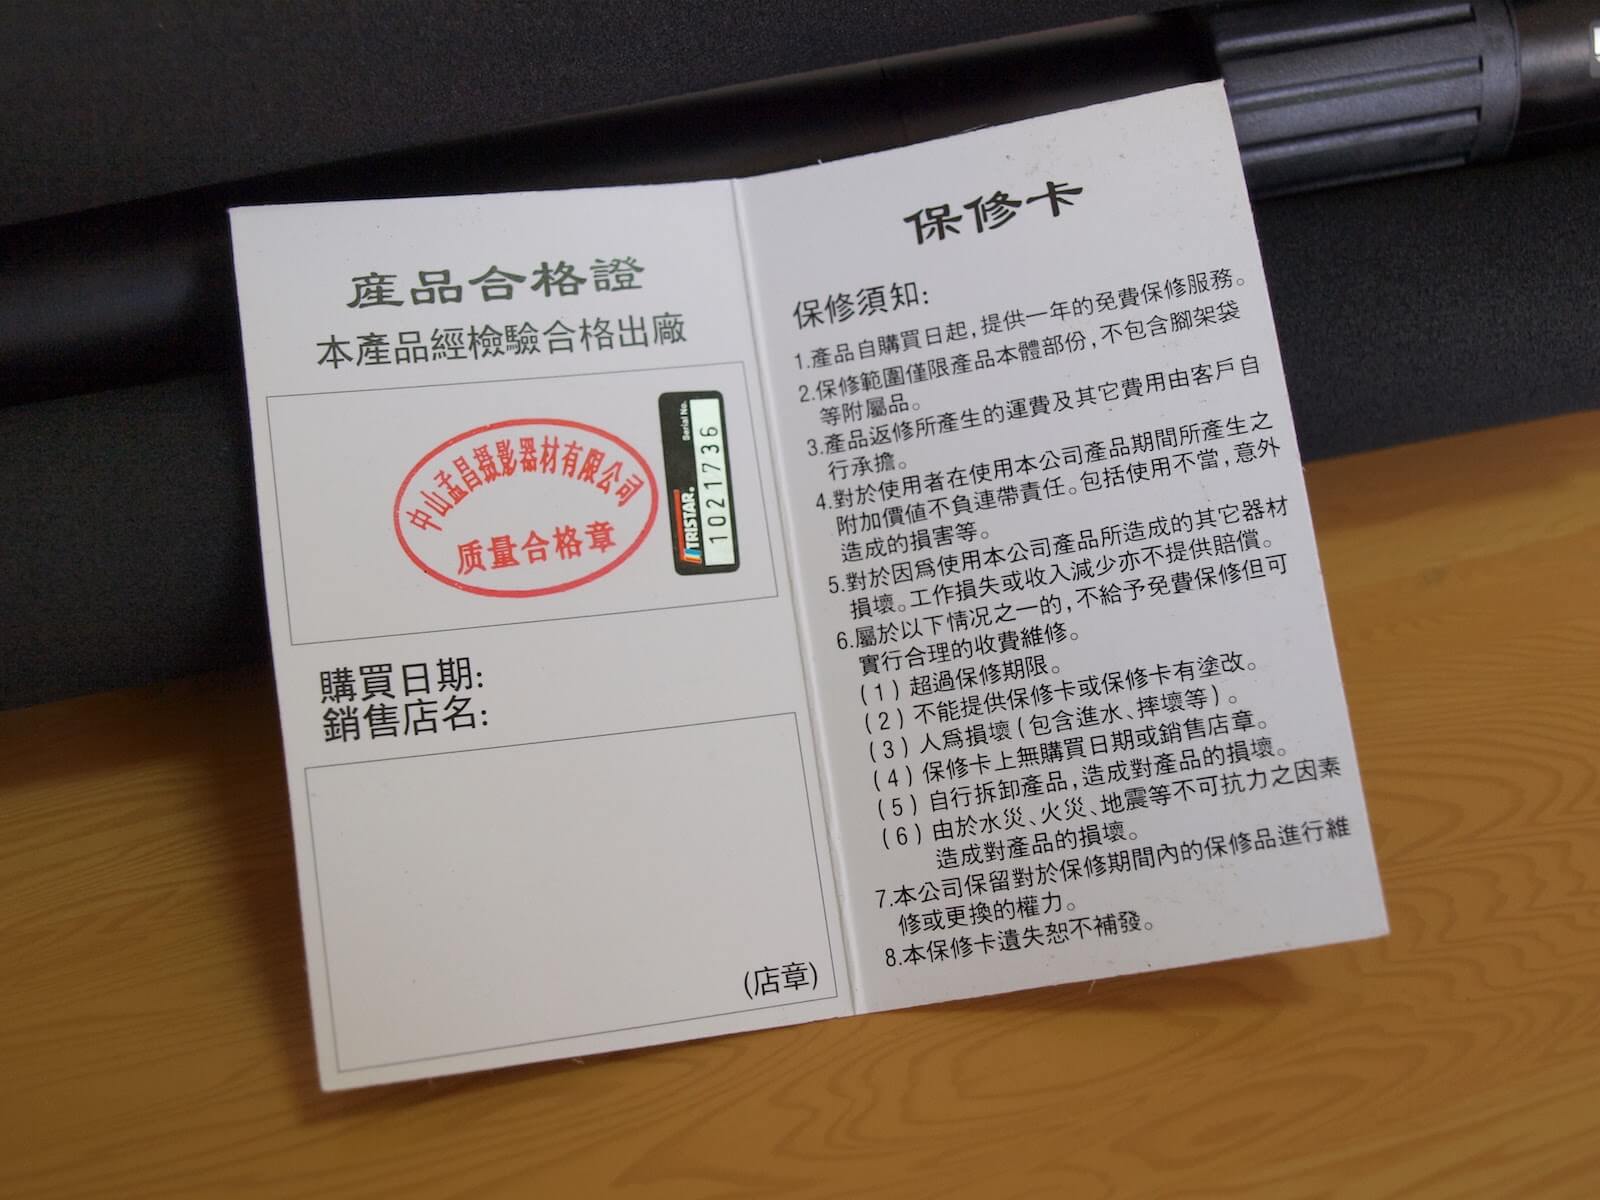 產品合格證
本產品經檢驗合格出廠
中山孟昌摄影器材有限公司
质量合格章
TRISTAR.
Serial No.
10217736
購買日期:
銷售店名:
(店章)
保修卡
保修須知:
1.產品自購買日起,提供一年的免費保修服務。
2.保修範圍僅限產品本體部份,不包含腳架袋
等附屬品。
3.產品返修所產生的運費及其它費用由客戶自
行承擔。
4.對於使用者在使用本公司產品期間所產生之
附加價值不負連帶責任。包括使用不當,意外
造成的損害等。
5.對於因為使用本公司產品所造成的其它器材
損壞。工作損失或收入減少亦不提供賠償。
6.屬於以下情況之一的,不給予免費保修但可
實行合理的收費維修。
(1)超過保修期限。
(2)不能提供保修卡或保修卡有塗改。
(3)人為損壞(包含進水、摔壞等)。
(4)保修卡上無購買日期或銷售店章。
(5)自行拆卸產品,造成對產品的損壞。
(6)由於水災、火災、地震等不可抗力之因素
造成對產品的損壞。
7.本公司保留對於保修期間內的保修品進行維
修或更換的權力。
8.本保修卡遺失恕不補發。